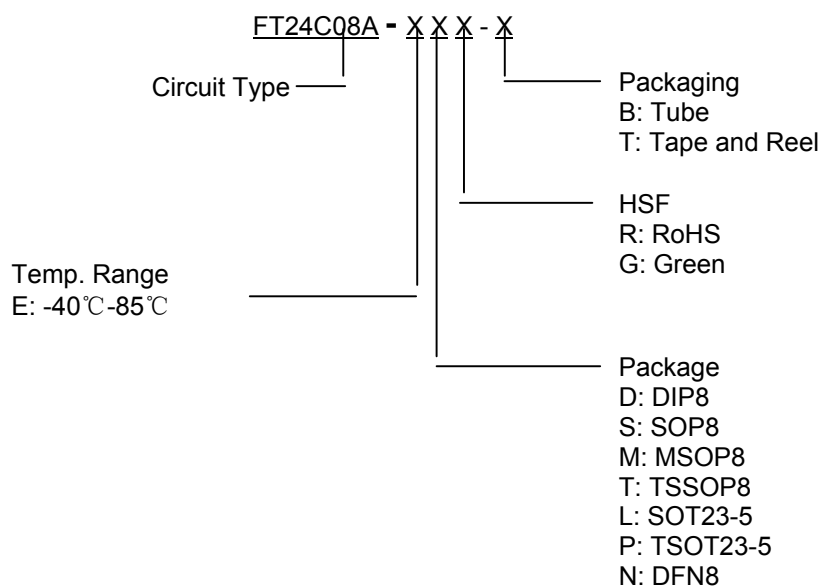 FT24C08A - X X X - X
Circuit Type
Packaging
B: Tube
T: Tape and Reel
HSF
R: RoHS
G: Green
Temp. Range
E: -40℃-85℃
Package
D: DIP8
S: SOP8
M: MSOP8
T: TSSOP8
L: SOT23-5
P: TSOT23-5
N: DFN8